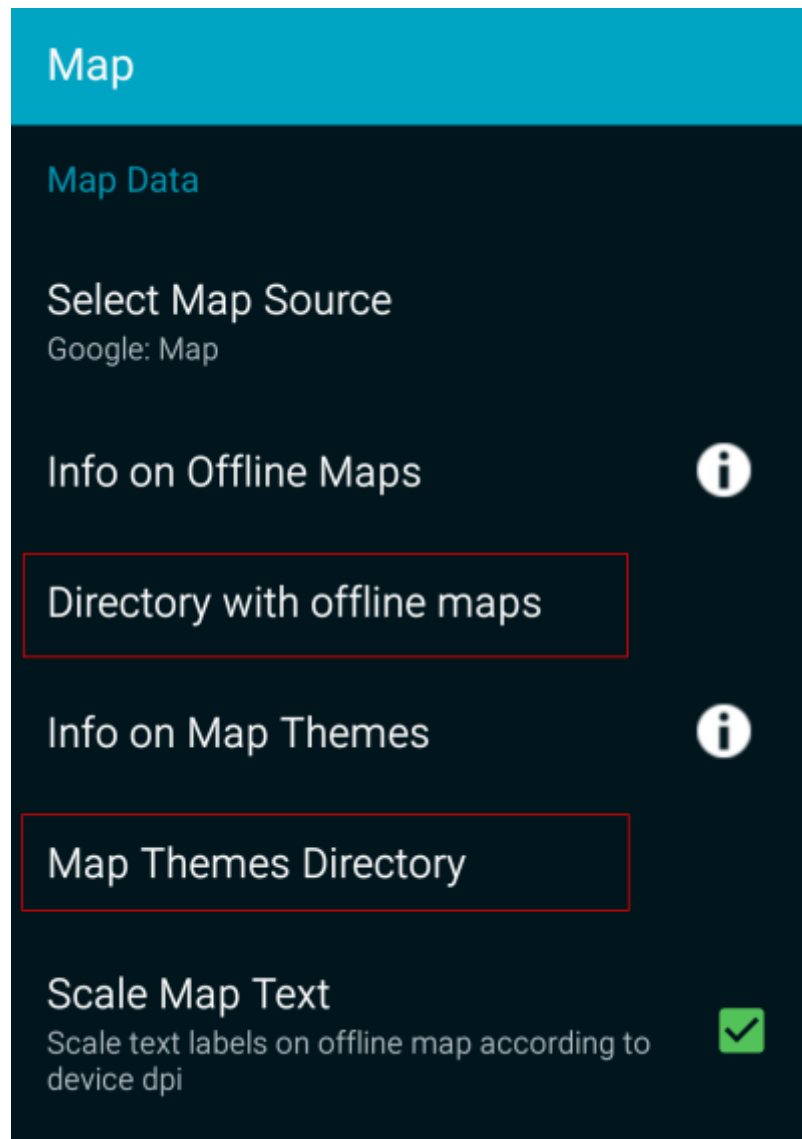 Map
Map Data
Select Map Source
Google: Map
Info on Offline Maps
Directory with offline maps
Info on Map Themes
Map Themes Directory
Scale Map Text
Scale text labels on offline map according to
device dpi